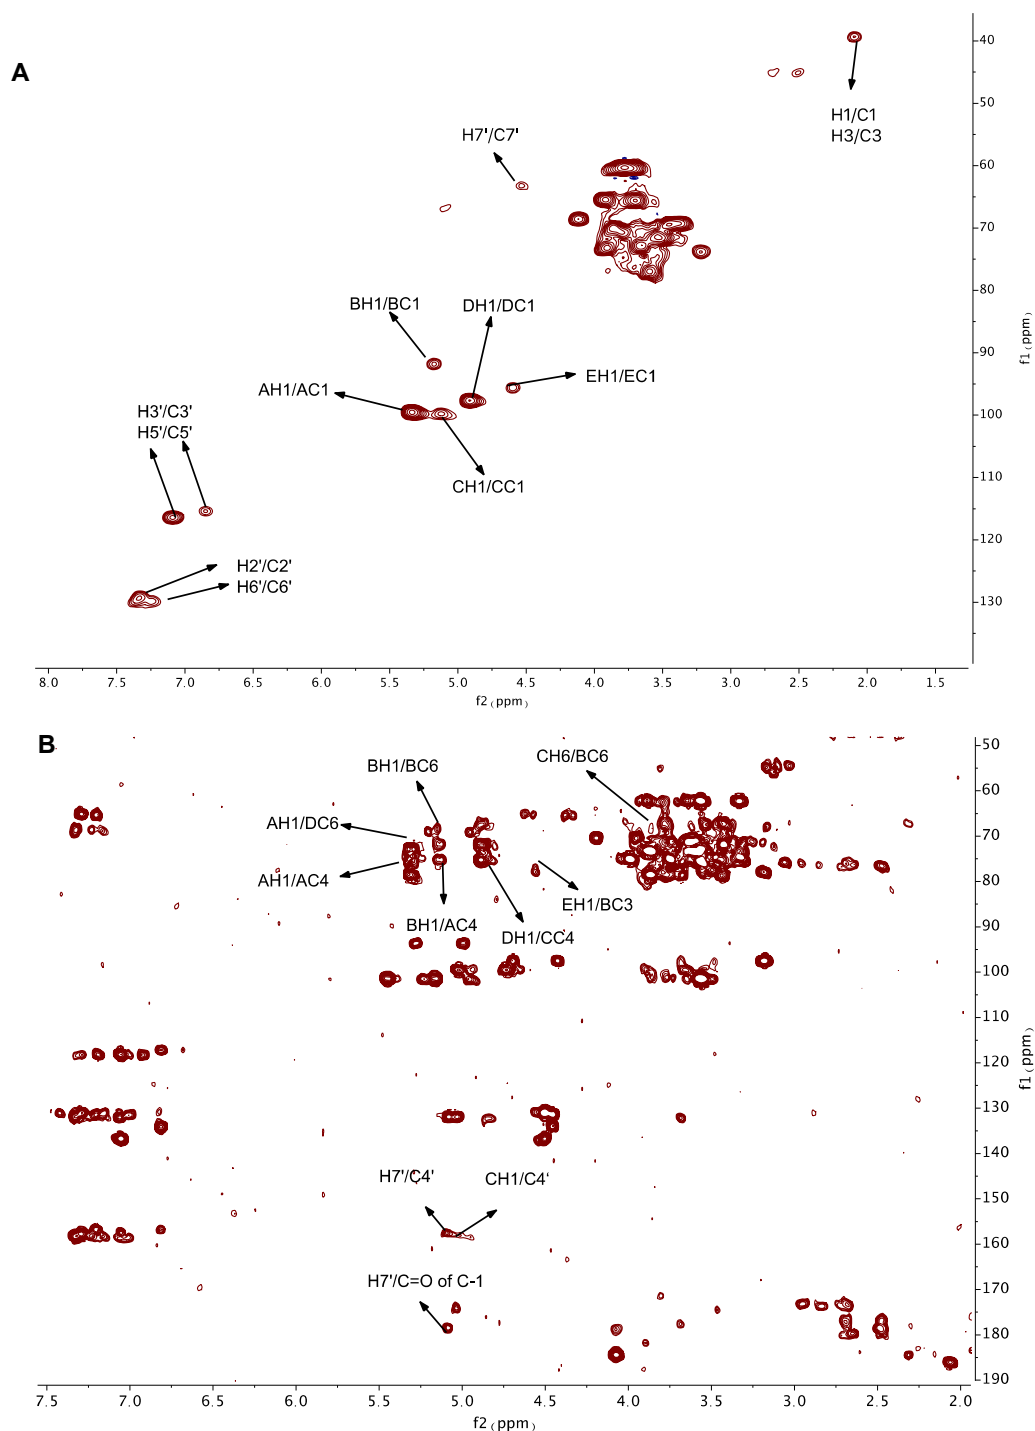 A
H1/C1
H3/C3
H7'/C7'
BH1/BC1
DH1/DC1
EH1/EC1
AH1/AC1
H3'/C3'
H5'/C5'
CH1/CC1
H2'/C2'
H6'/C6'
40
50
60
70
80
90
100
110
120
130
f1 (ppm)
8.0 7.5 7.0 6.5 6.0 5.5 5.0 4.5 4.0 3.5 3.0 2.5 2.0 1.5
f2 (ppm)
B
BH1/BC6
CH6/BC6
AH1/DC6
AH1/AC4
BH1/AC4
EH1/BC3
DH1/CC4
H7'/C4'
CH1/C4'
H7'/C=O of C-1
50
60
70
80
90
100
110
120
130
140
150
160
170
180
190
f1 (ppm)
7.5 7.0 6.5 6.0 5.5 5.0 4.5 4.0 3.5 3.0 2.5 2.0
f2 (ppm)